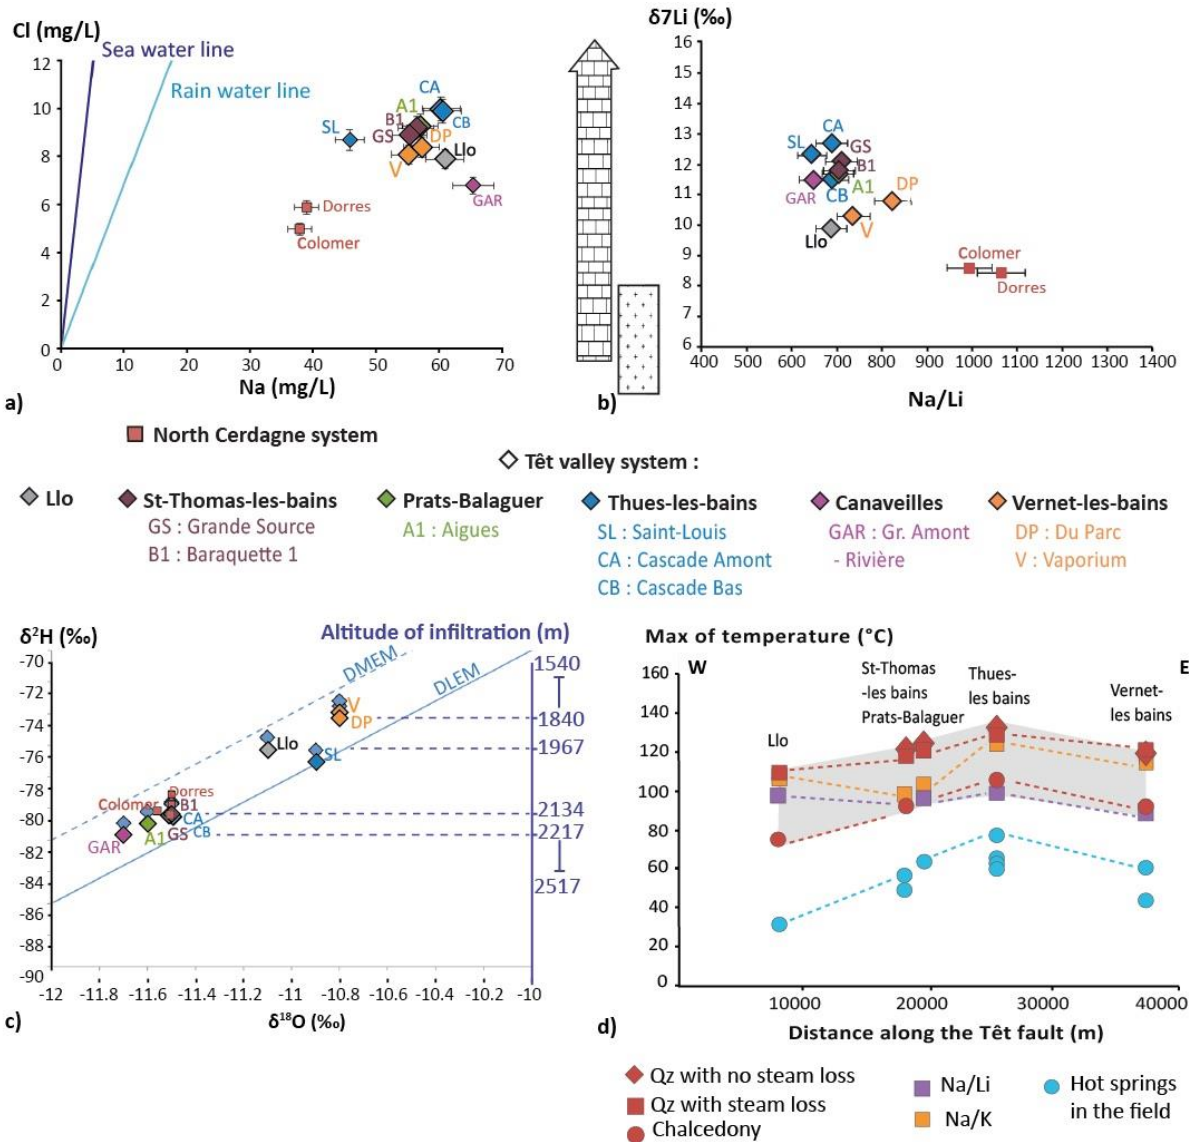 Cl (mg/L)
Sea water line
Rain water line
12
10
8
6
4
2
0
0
10
20
30
40
50
60
70
Na (mg/L)
CA
A1
CB
B1
GS
DP
SL
V
Llo
GAR
Dorres
Colomer
a)
δ7Li (‰)
16
15
14
13
12
11
10
9
8
7
6
400
500
600
700
800
900
1000
1100
1200
1300
1400
Na/Li
CA
SL
GS
B1
GAR
CB
A1
DP
V
Llo
Colomer
Dorres
b)
North Cerdagne system
Têt valley system :
Llo
St-Thomas-les-bains
GS : Grande Source
B1 : Baraquette 1
Prats-Balaguer
A1 : Aigues
Thues-les-bains
SL : Saint-Louis
CA : Cascade Amont
CB : Cascade Bas
Canaveilles
GAR : Gr. Amont
- Rivière
Vernet-les-bains
DP : Du Parc
V : Vaporium
δ²H (‰)
Altitude of infiltration (m)
-70
-72
-74
-76
-78
-80
-82
-84
-86
-88
-90
DMEM
DLEM
1540
1840
1967
2134
2217
2517
V
DP
Llo
SL
Dorres
Colomer
B1
CA
CB
GS
A1
GAR
-12
-11.8
-11.6
-11.4
-11.2
-11
-10.8
-10.6
-10.4
-10.2
-10
δ¹⁸O (‰)
c)
Max of temperature (°C)
160
140
120
100
80
60
40
20
0
W
E
Llo
St-Thomas
-les bains
Prats-Balaguer
Thues-
les bains
Vernet-
les bains
10000
20000
30000
40000
Distance along the Têt fault (m)
d)
Qz with no steam loss
Qz with steam loss
Chalcedony
Na/Li
Na/K
Hot springs
in the field